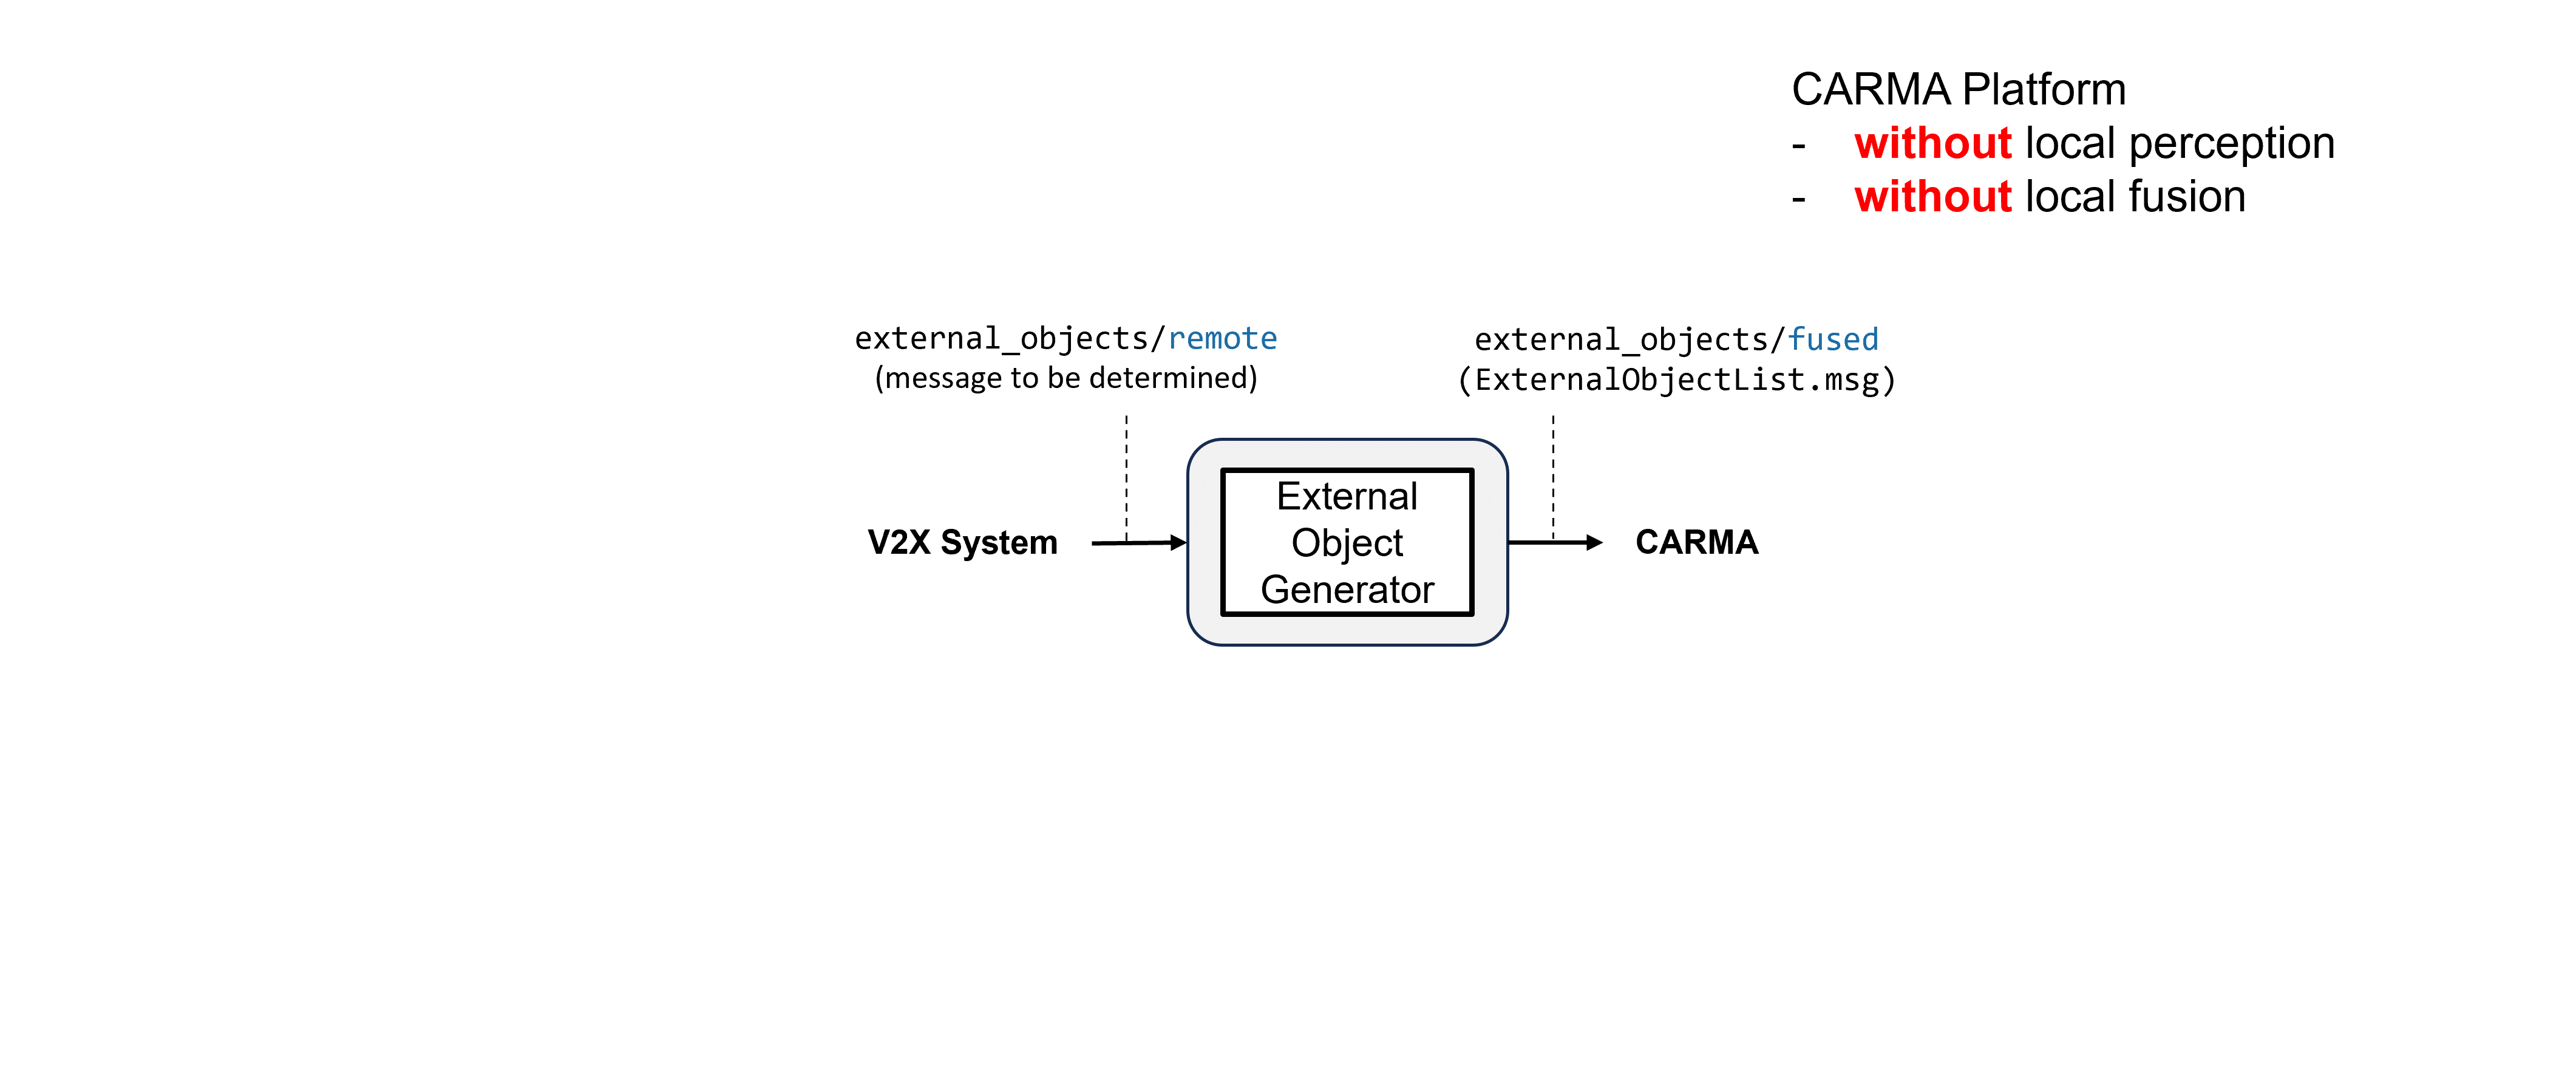 CARMA Platform
- without local perception
- without local fusion
external_objects/remote
(message to be determined)
external_objects/fused
(ExternalObjectList.msg)
V2X System
External
Object
Generator
CARMA